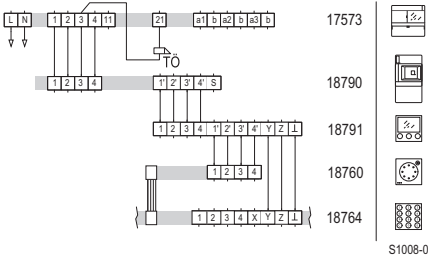 L N 1 2 3 4 11 21 a1 b a2 b a3 b 17573
TÖ
1 2 3 4 1' 2' 3' 4' S 18790
1 2 3 4 1' 2' 3' 4' Y Z ⊥ 18791
1 2 3 4 18760
1 2 3 4 X Y Z ⊥ 18764
S1008-0